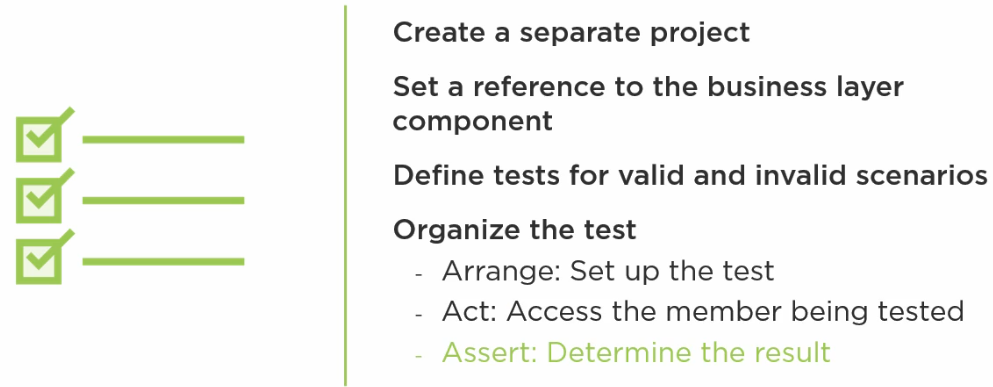 Create a separate project
Set a reference to the business layer
component
Define tests for valid and invalid scenarios
Organize the test
- Arrange: Set up the test
- Act: Access the member being tested
- Assert: Determine the result